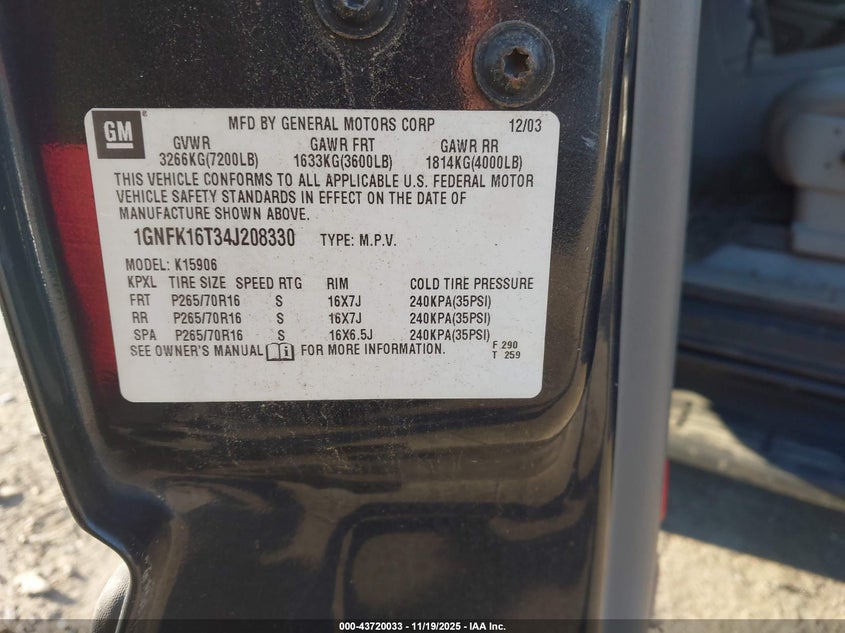 GM ® MFD BY GENERAL MOTORS CORP 12/03
GVWR GAWR FRT GAWR RR
3266KG(7200LB) 1633KG(3600LB) 1814KG(4000LB)
THIS VEHICLE CONFORMS TO ALL APPLICABLE U.S. FEDERAL MOTOR
VEHICLE SAFETY STANDARDS IN EFFECT ON THE DATE OF
MANUFACTURE SHOWN ABOVE.
1GNFK16T34J208330 TYPE: M.P.V.
MODEL: K15906
KPXL TIRE SIZE SPEED RTG RIM COLD TIRE PRESSURE
FRT P265/70R16 S 16X7J 240KPA(35PSI)
RR P265/70R16 S 16X7J 240KPA(35PSI)
SPA P265/70R16 S 16X6.5J 240KPA(35PSI)
SEE OWNER'S MANUAL FOR MORE INFORMATION.
F 290
T 259
000-43720033 - 11/19/2025 - IAA Inc.